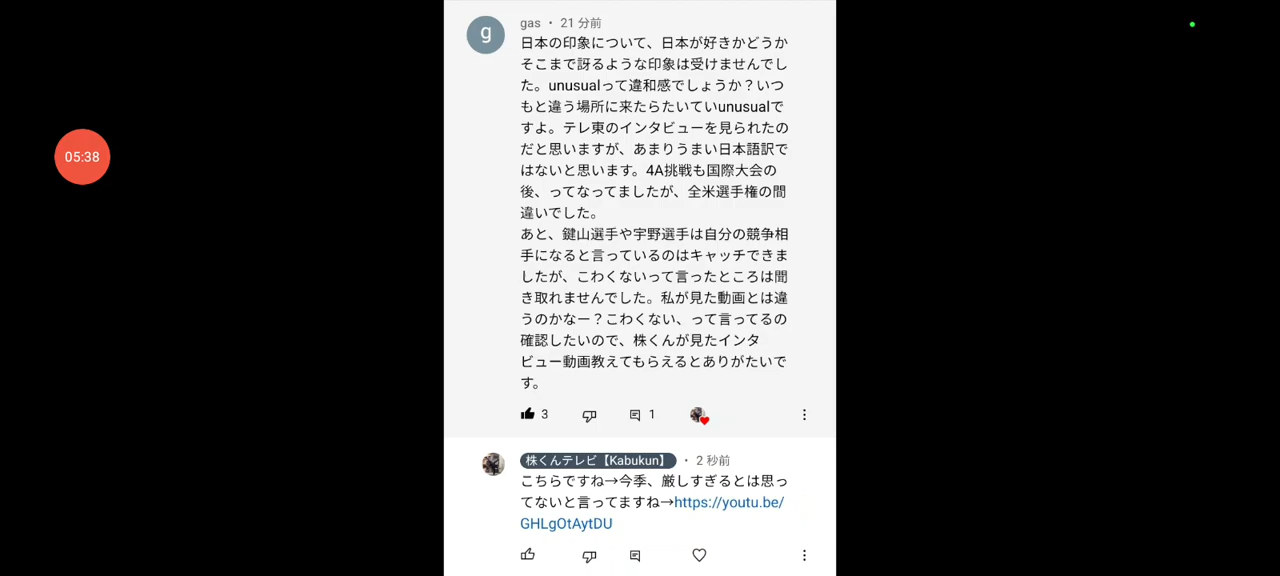 gas ・ 21 分前
日本の印象について、日本が好きかどうか
そこまで訝るような印象は受けませんでし
た。unusualって違和感でしょうか？いつ
もと違う場所に来たらたいていunusualで
すよ。テレ東のインタビューを見られたの
だと思いますが、あまりうまい日本語訳で
はないと思います。4A挑戦も国際大会の
後、ってなってましたが、全米選手権の間
違いでした。
あと、鍵山選手や宇野選手は自分の競争相
手になると言っているのはキャッチできま
したが、こわくないって言ったところは聞
き取れませんでした。私が見た動画とは違
うのかなー？こわくない、って言ってるの
確認したいので、株くんが見たインタ
ビュー動画教えてもらえるとありがたいで
す。
3
1
05:38
g
株くんテレビ【Kabukun】 ・ 2 秒前
こちらですね→今季、厳しすぎるとは思っ
てないと言ってますね→https://youtu.be/
GHLgOtAytDU